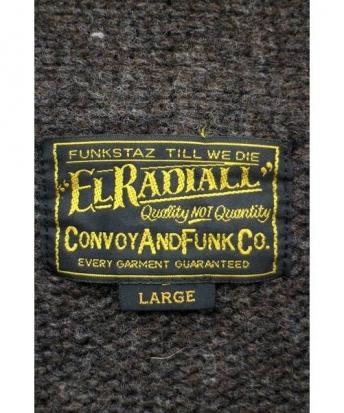 FUNKSTAZ TILL WE DIE
"EL RADIALL"
Quality NOT Quantity
CONVOY AND FUNK CO.
EVERY GARMENT GUARANTEED
LARGE